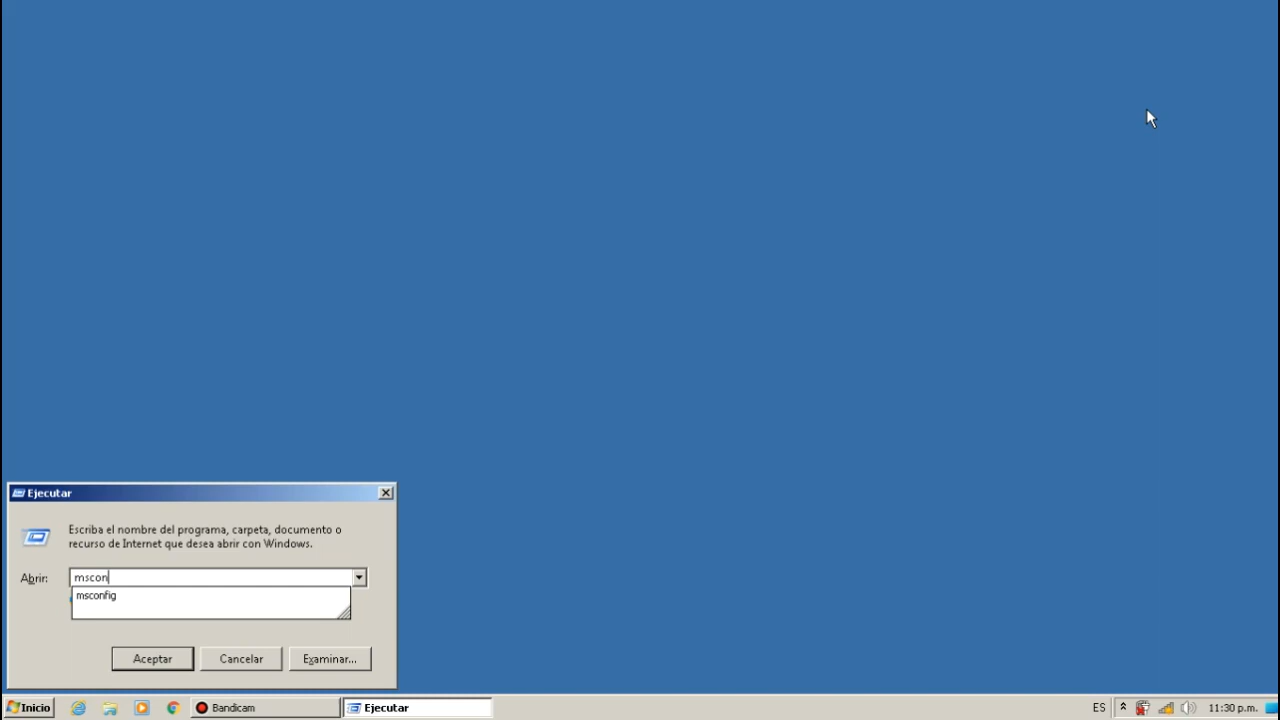 Ejecutar
Escriba el nombre del programa, carpeta, documento o
recurso de Internet que desea abrir con Windows.
Abrir:
mscon
msconfig
Aceptar
Cancelar
Examinar...
Inicio
Bandicam
Ejecutar
ES
11:30 p.m.